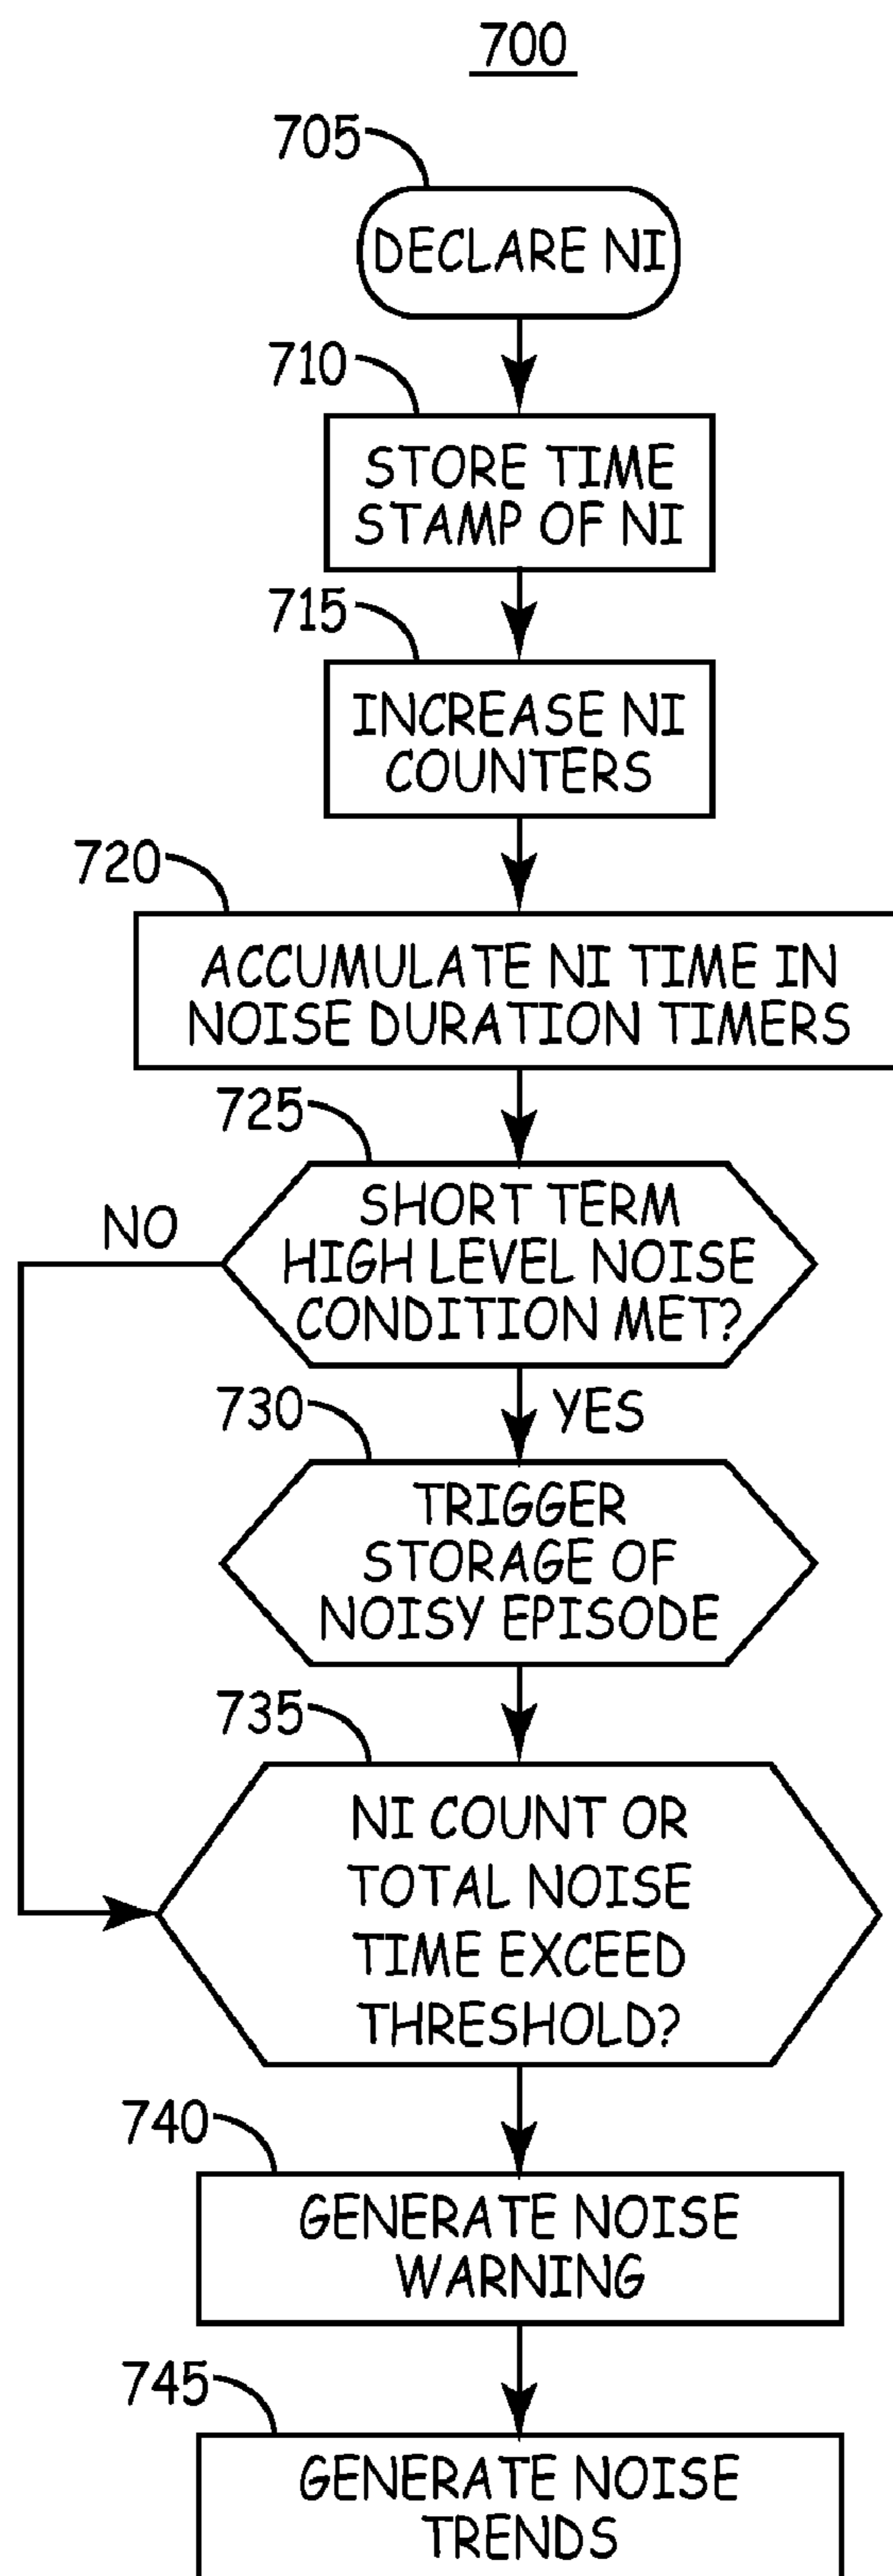 700
705
DECLARE NI
710
STORE TIME
STAMP OF NI
715
INCREASE NI
COUNTERS
720
ACCUMULATE NI TIME IN
NOISE DURATION TIMERS
725
SHORT TERM
HIGH LEVEL NOISE
CONDITION MET?
NO
YES
730
TRIGGER
STORAGE OF
NOISY EPISODE
735
NI COUNT OR
TOTAL NOISE
TIME EXCEED
THRESHOLD?
740
GENERATE NOISE
WARNING
745
GENERATE NOISE
TRENDS